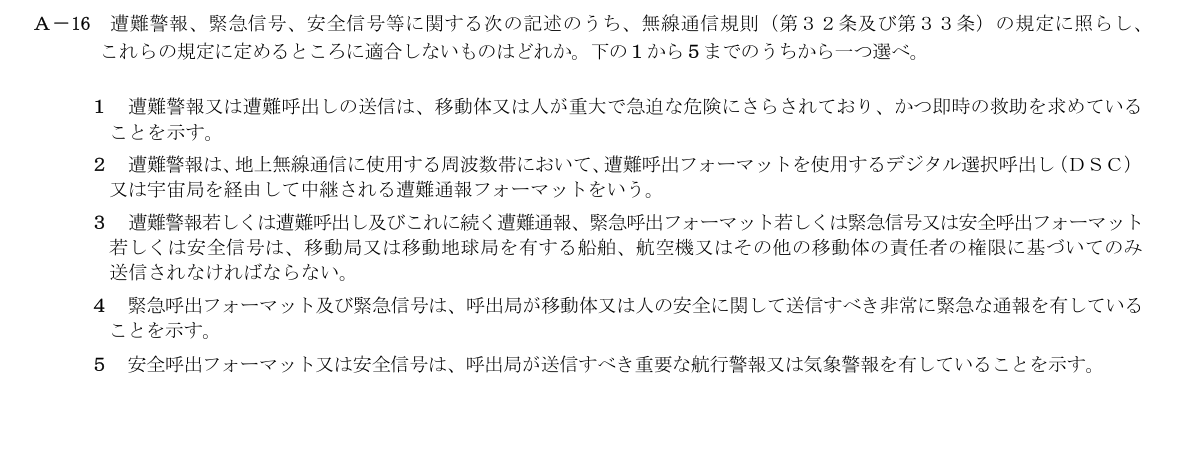 Ａ－16　遭難警報、緊急信号、安全信号等に関する次の記述のうち、無線通信規則（第３２条及び第３３条）の規定に照らし、
これらの規定に定めるところに適合しないものはどれか。下の１から５までのうちから一つ選べ。
１　遭難警報又は遭難呼出しの送信は、移動体又は人が重大で急迫な危険にさらされており、かつ即時の救助を求めている
ことを示す。
２　遭難警報は、地上無線通信に使用する周波数帯において、遭難呼出フォーマットを使用するデジタル選択呼出し（ＤＳＣ）
又は宇宙局を経由して中継される遭難通報フォーマットをいう。
３　遭難警報若しくは遭難呼出し及びこれに続く遭難通報、緊急呼出フォーマット若しくは緊急信号又は安全呼出フォーマット
若しくは安全信号は、移動局又は移動地球局を有する船舶、航空機又はその他の移動体の責任者の権限に基づいてのみ
送信されなければならない。
４　緊急呼出フォーマット及び緊急信号は、呼出局が移動体又は人の安全に関して送信すべき非常に緊急な通報を有している
ことを示す。
５　安全呼出フォーマット又は安全信号は、呼出局が送信すべき重要な航行警報又は気象警報を有していることを示す。